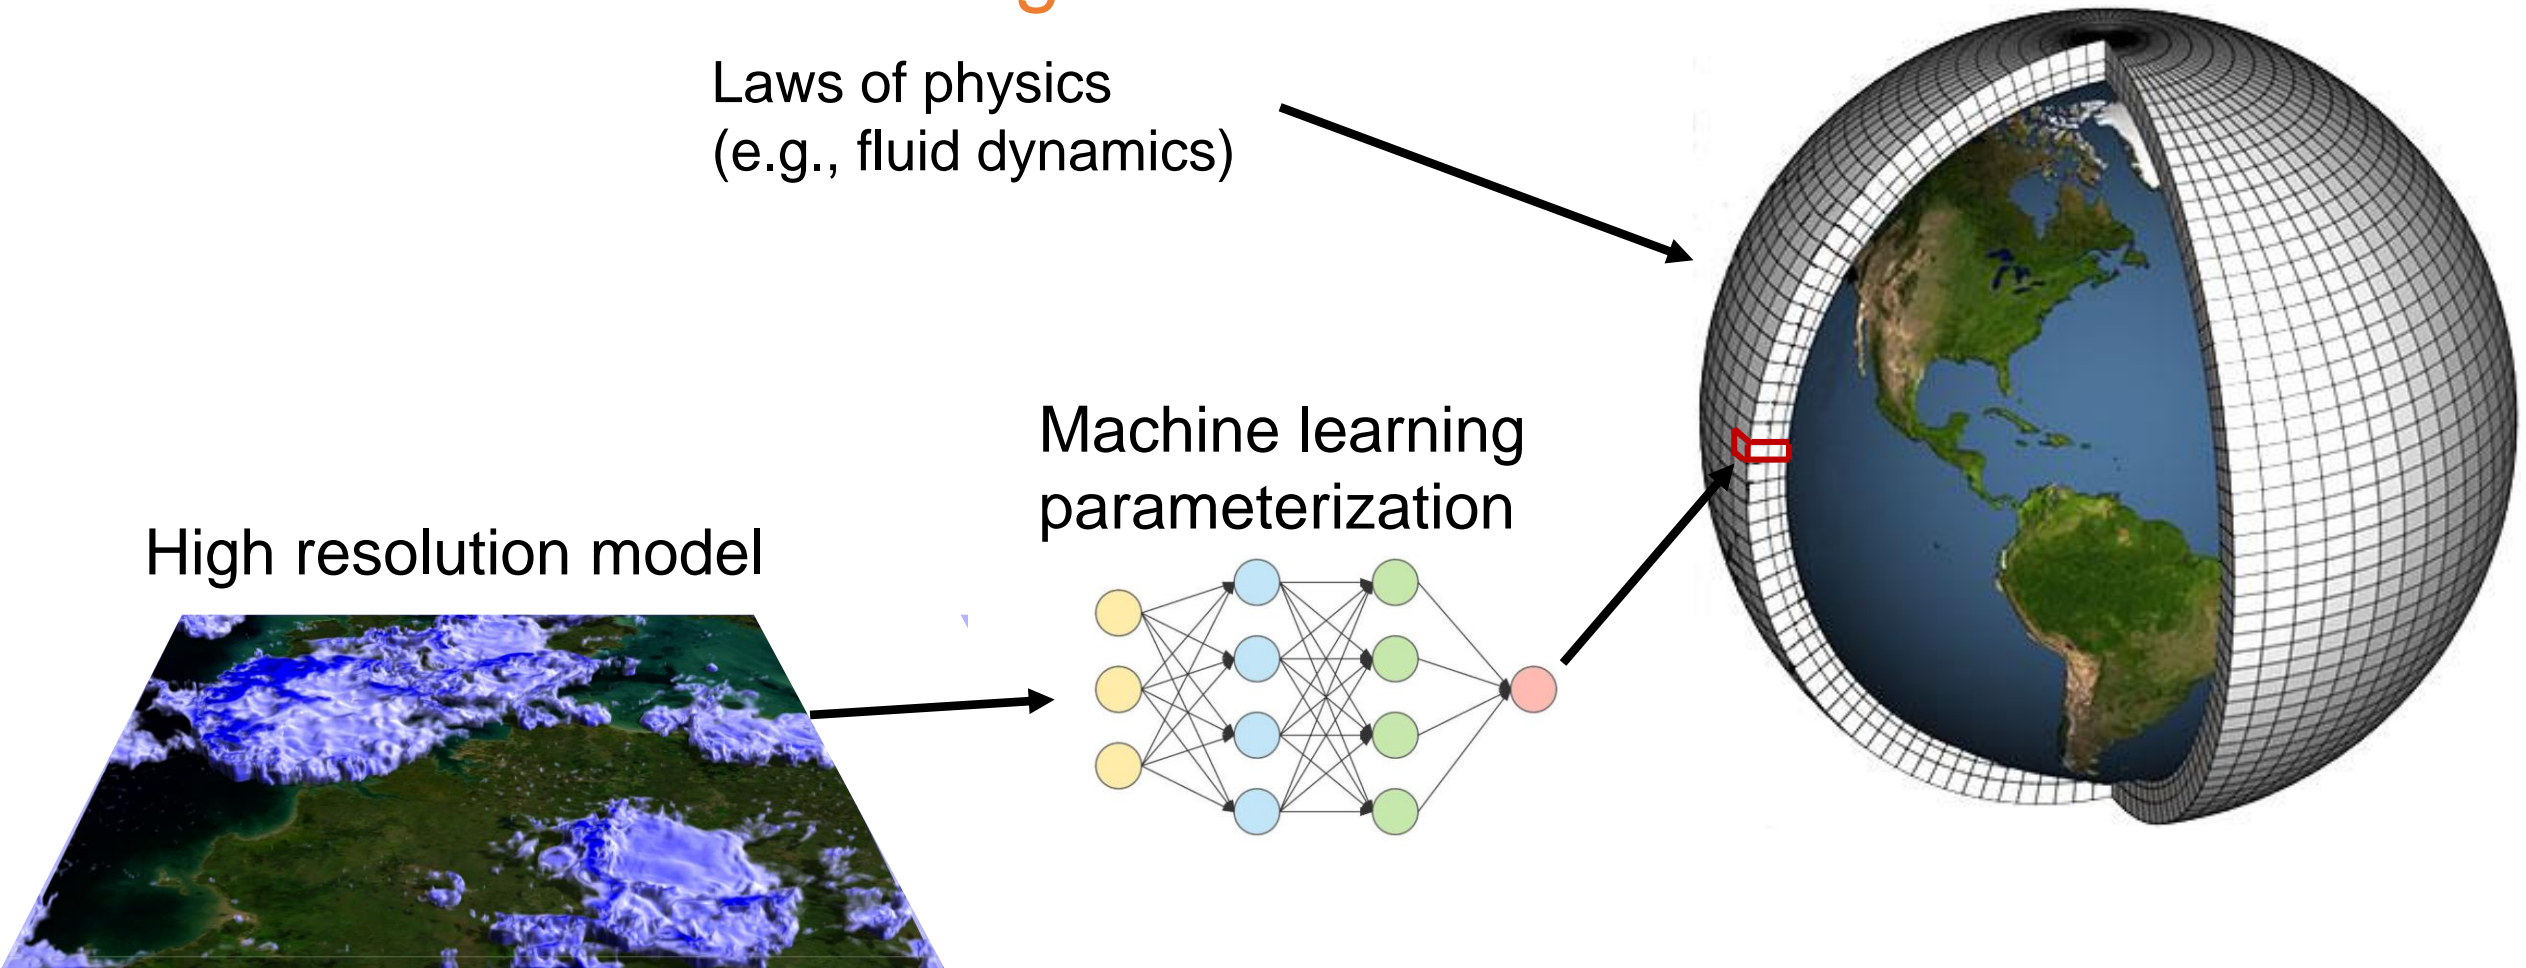 Laws of physics
(e.g., fluid dynamics)
Machine learning
parameterization
High resolution model